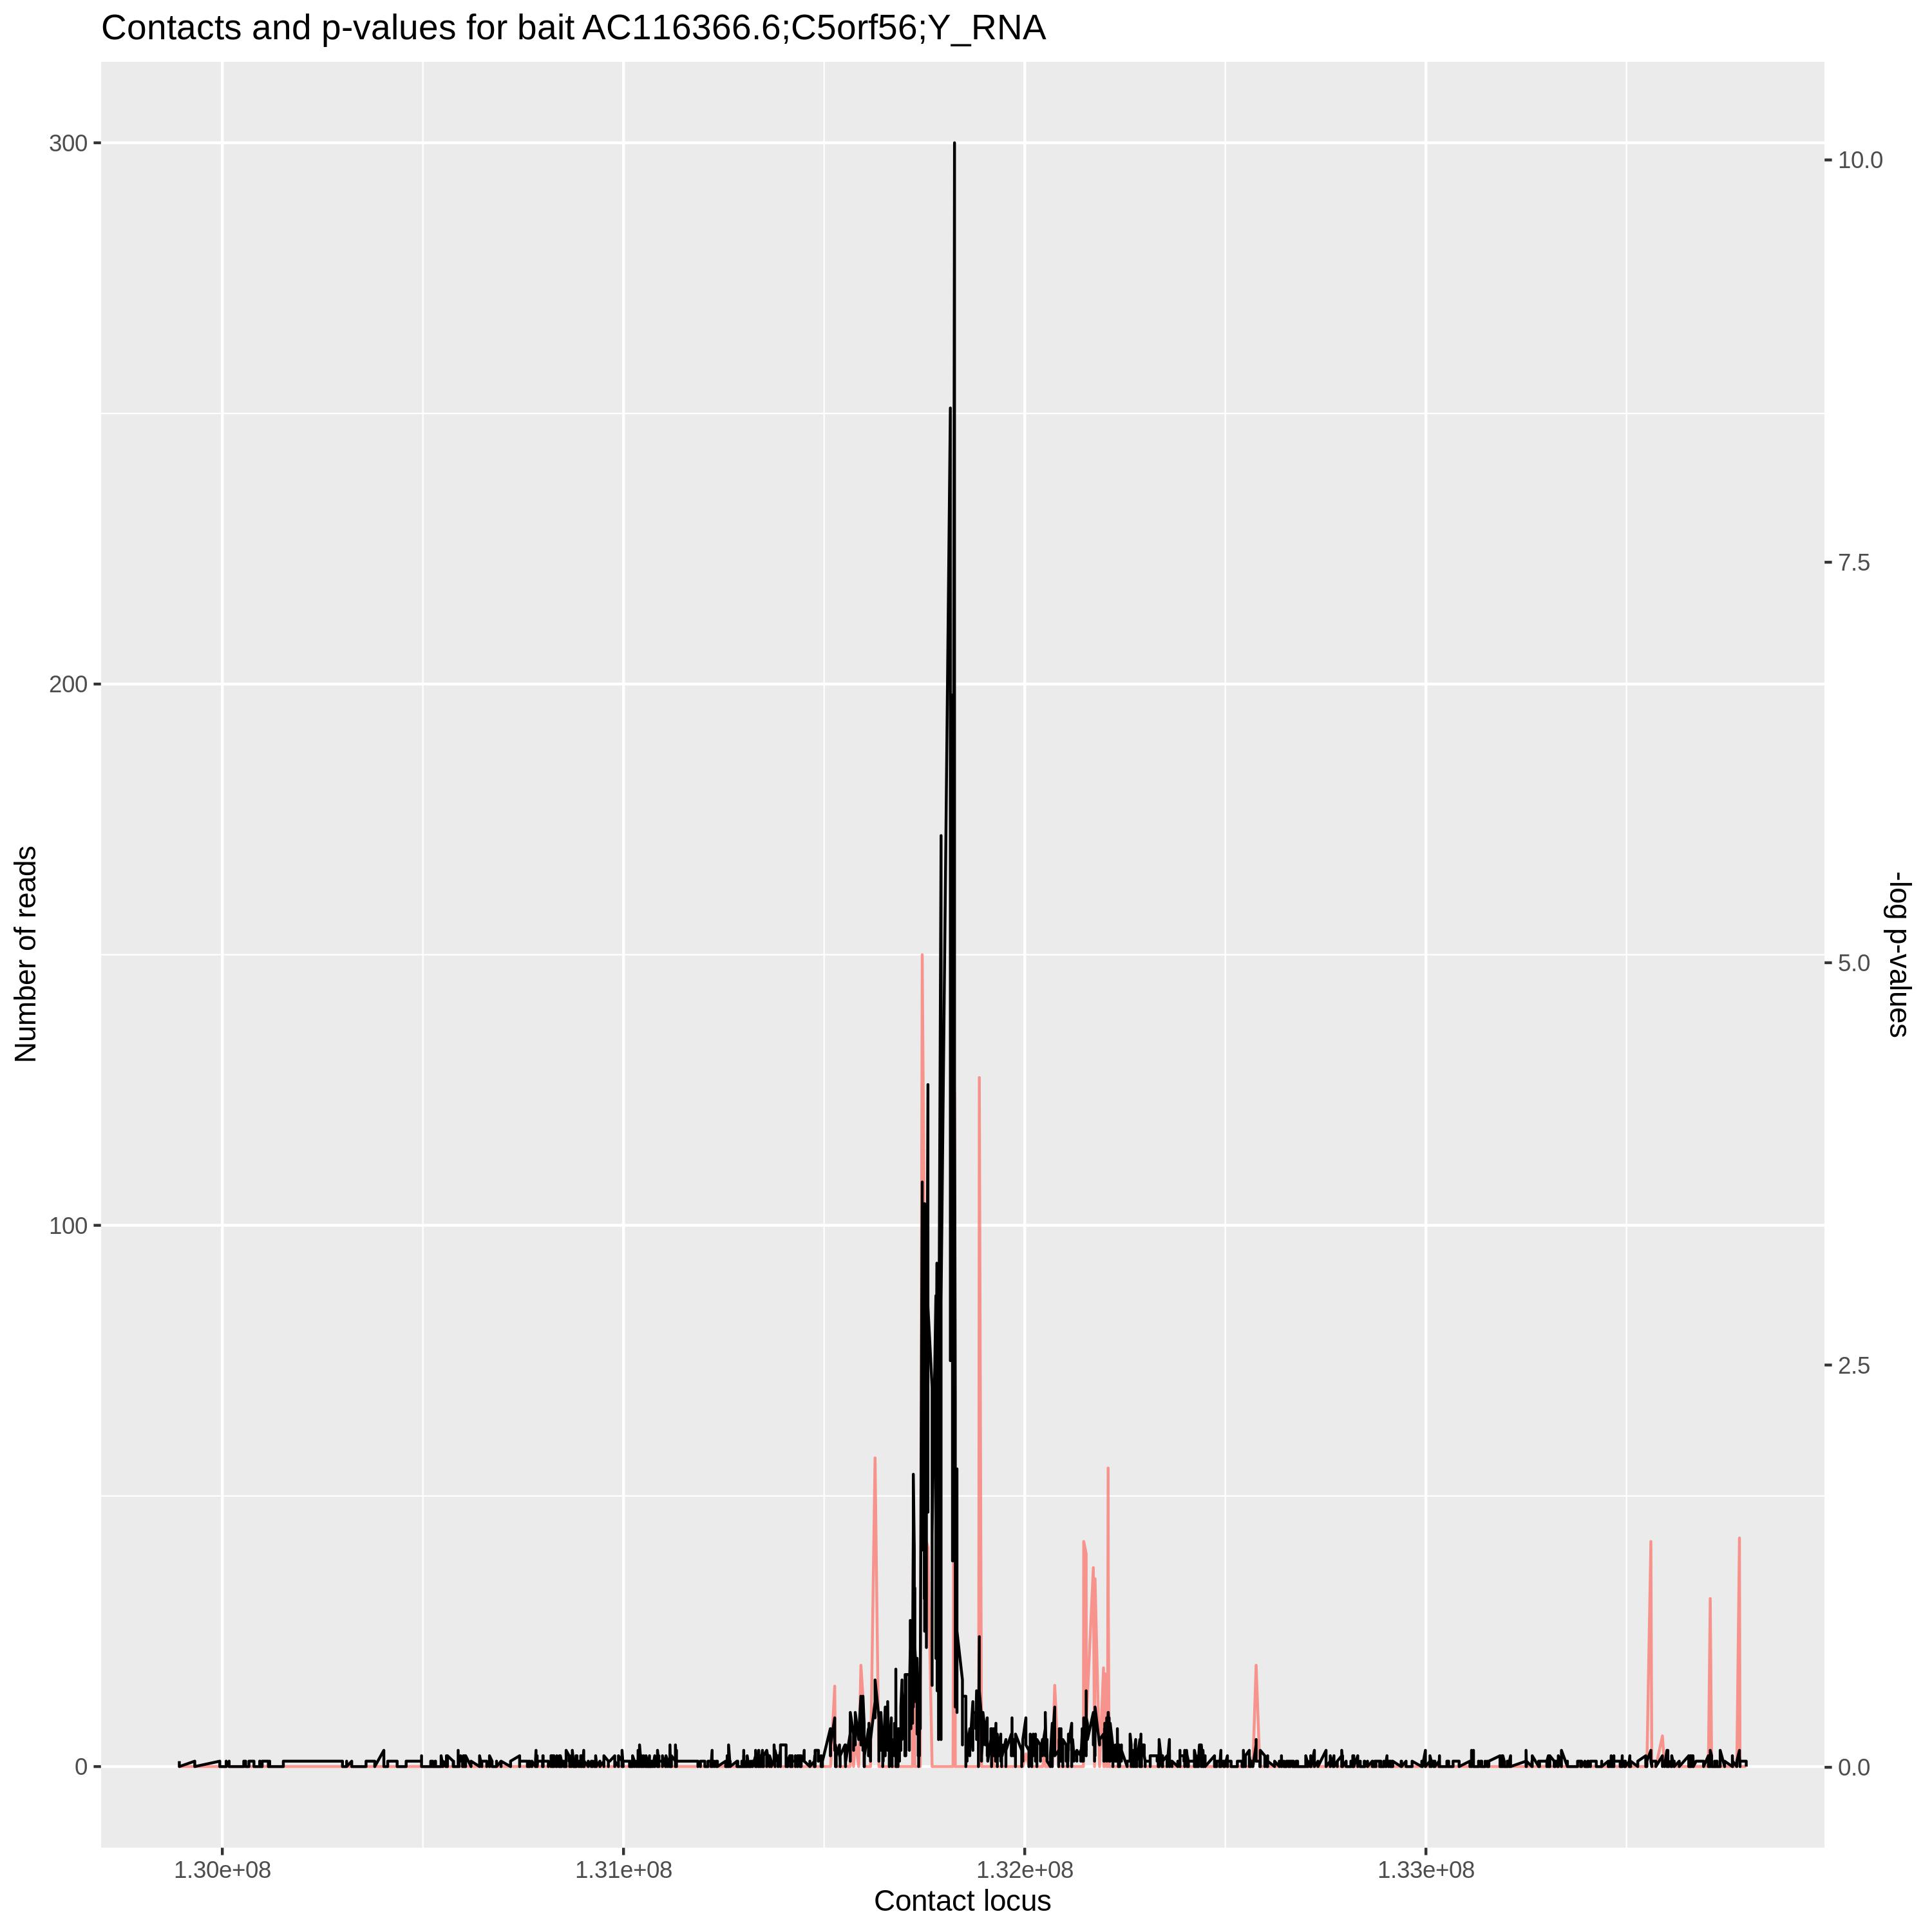 Contacts and p-values for bait AC116366.6;C5orf56;Y_RNA
300
200
100
0
Number of reads
10.0
7.5
5.0
2.5
0.0
-log p-values
1.30e+08
1.31e+08
1.32e+08
1.33e+08
Contact locus